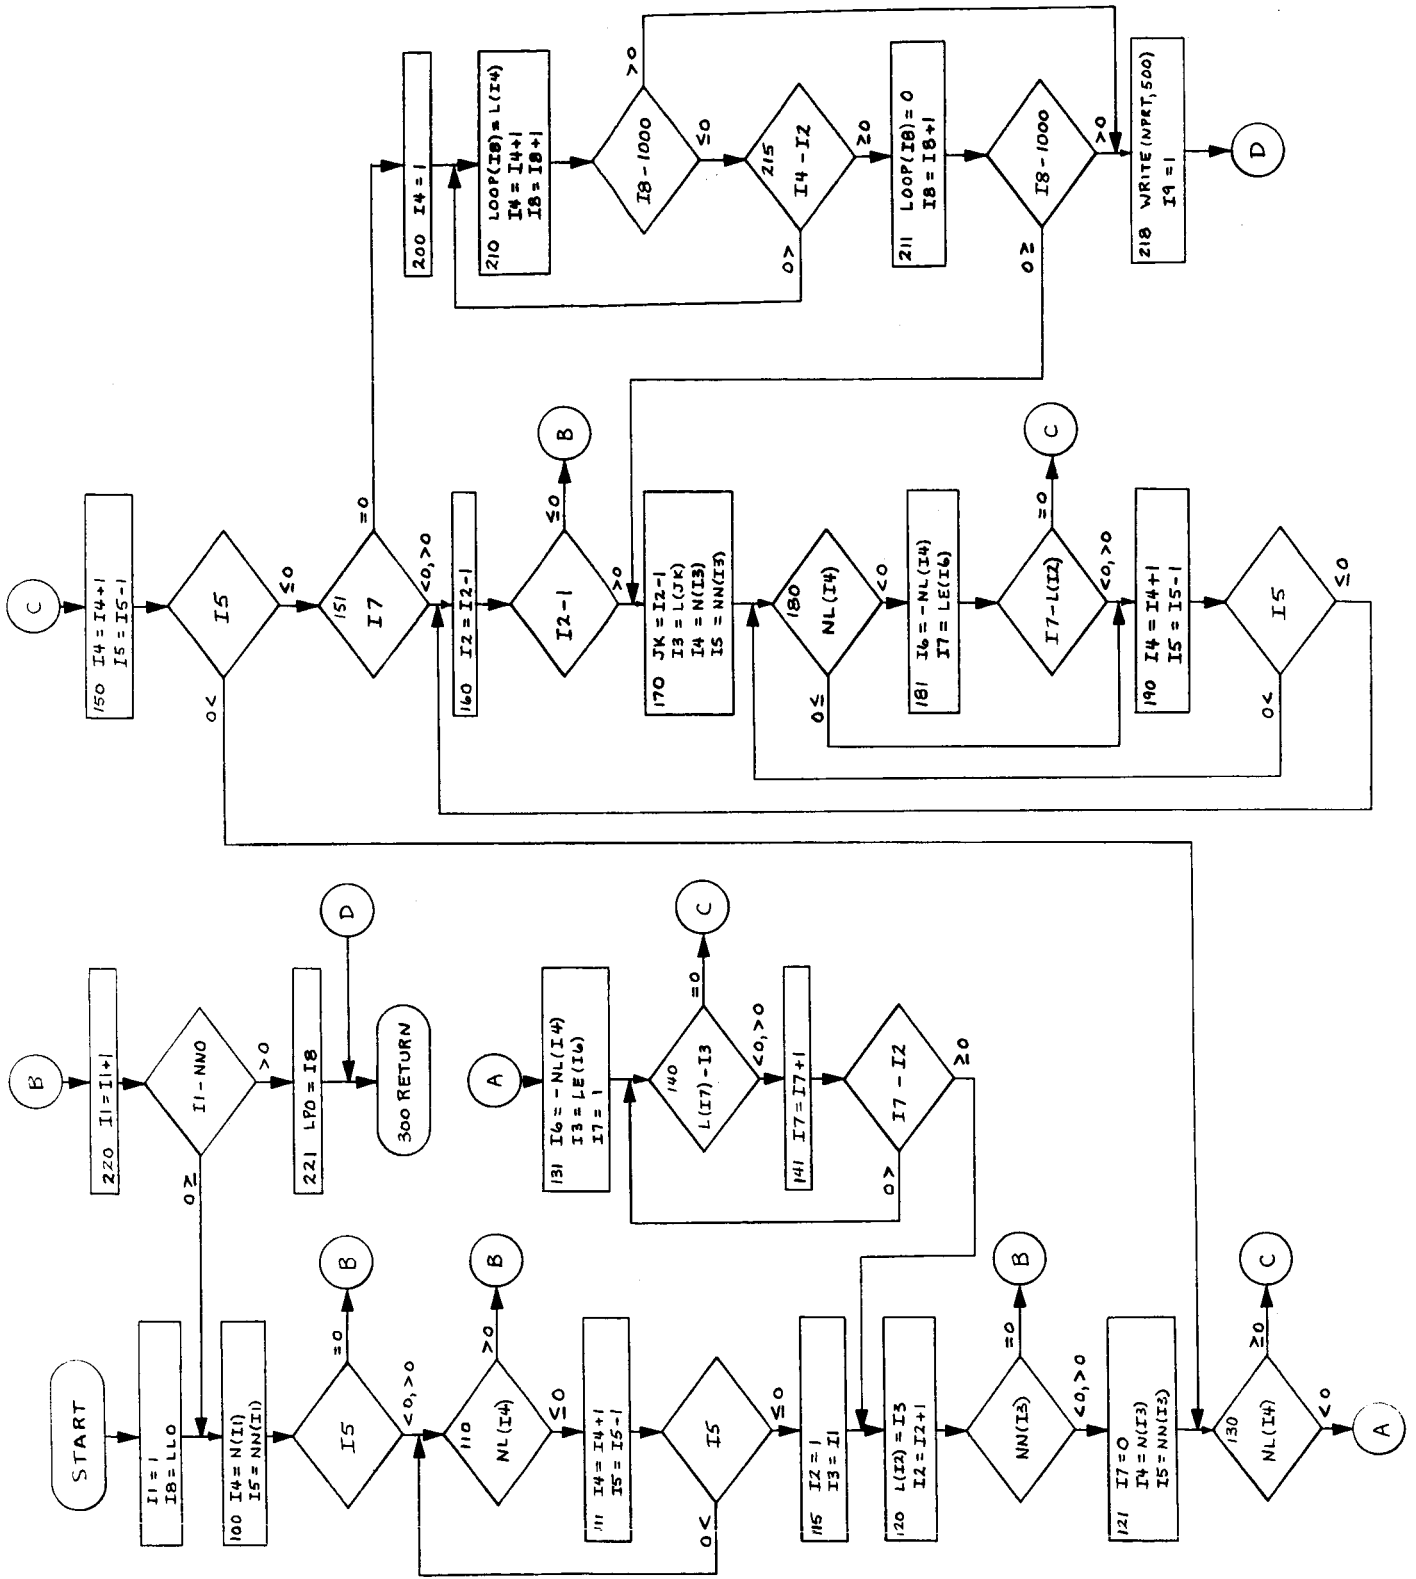 START
I1 = 1
I8 = LLO
100 I4 = N(I1)
I5 = NN(I1)
I5
=0
B
<0, >0
110
NL(I4)
>0
B
≤0
111 I4 = I4+1
I5 = I5-1
I5
0<
≤0
115 I2 = 1
I3 = I1
120 L(I2) = I3
I2 = I2+1
NN(I3)
=0
B
<0, >0
121 I7 = 0
I4 = N(I3)
I5 = NN(I3)
130
NL(I4)
≥0
C
<0
A
B
220 I1 = I1+1
I1-NNO
0≥
>0
221 LPO = I8
D
300 RETURN
A
131 I6 = -NL(I4)
I3 = LE(I6)
I7 = 1
140
L(I7)-I3
=0
C
<0, >0
141 I7 = I7+1
I7-I2
0>
≥0
C
150 I4 = I4+1
I5 = I5-1
I5
0<
≤0
151
I7
=0
<0, >0
160 I2 = I2-1
I2-1
≤0
B
>0
170 JK = I2-1
I3 = L(JK)
I4 = N(I3)
I5 = NN(I3)
180
NL(I4)
0≤
<0
181 I6 = -NL(I4)
I7 = LE(I6)
I7-L(I2)
=0
C
<0, >0
190 I4 = I4+1
I5 = I5-1
I5
0<
≤0
200 I4 = 1
210 LOOP(I8) = L(I4)
I4 = I4+1
I8 = I8+1
I8-1000
>0
≤0
215
I4-I2
0>
≥0
211 LOOP(I8) = 0
I8 = I8+1
I8-1000
0≥
>0
218 WRITE(NPRT,500)
I9 = 1
D